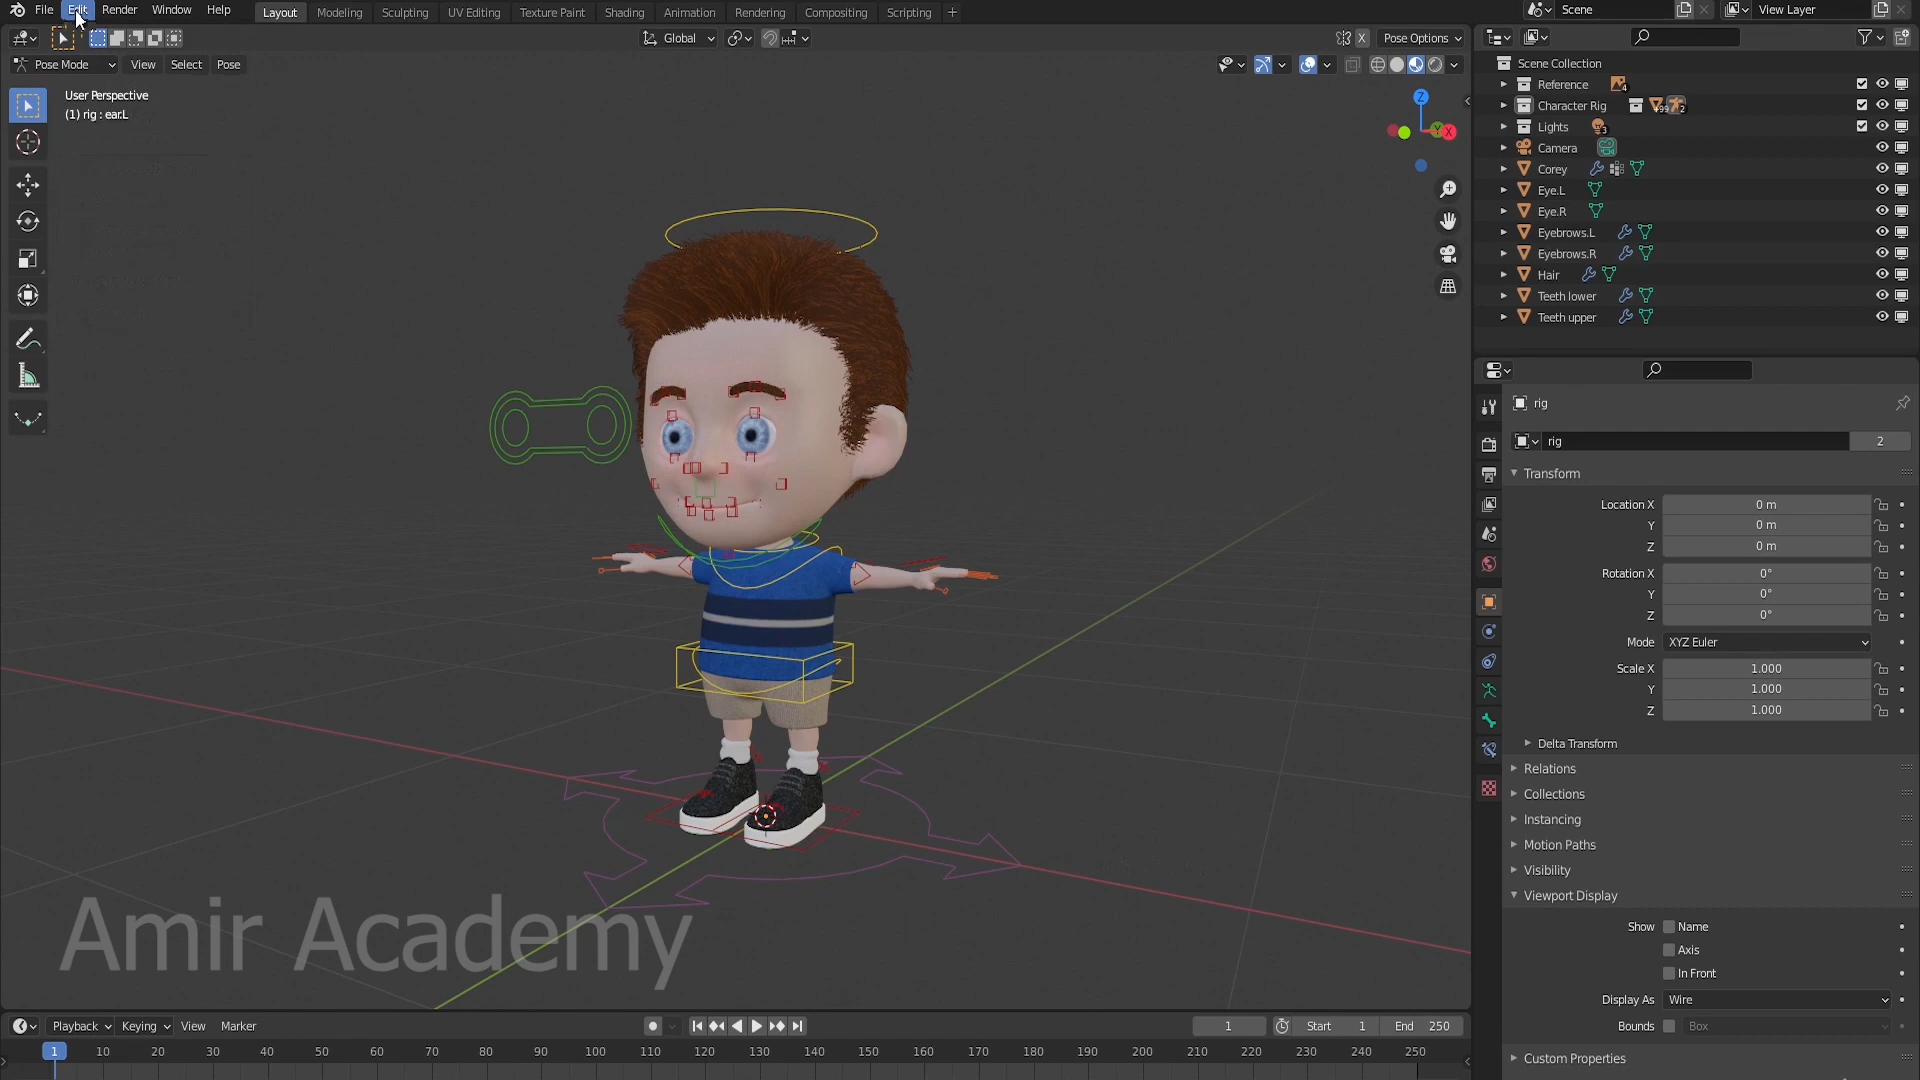 File Edit Render Window Help Layout Modeling Sculpting UV Editing Texture Paint Shading Animation Rendering Compositing Scripting + Scene View Layer
Global X Pose Options
Pose Mode View Select Pose
User Perspective
(1) rig : ear.L
Z
Y X
Scene Collection
Reference 4
Character Rig +99 2
Lights 3
Camera
Corey
Eye.L
Eye.R
Eyebrows.L
Eyebrows.R
Hair
Teeth lower
Teeth upper
rig
rig 2
Transform
Location X 0 m
Y 0 m
Z 0 m
Rotation X 0°
Y 0°
Z 0°
Mode XYZ Euler
Scale X 1.000
Y 1.000
Z 1.000
Delta Transform
Relations
Collections
Instancing
Motion Paths
Visibility
Viewport Display
Show Name
Axis
In Front
Display As Wire
Bounds Box
Custom Properties
Amir Academy
Playback Keying View Marker 1 Start 1 End 250
1 10 20 30 40 50 60 70 80 90 100 110 120 130 140 150 160 170 180 190 200 210 220 230 240 250